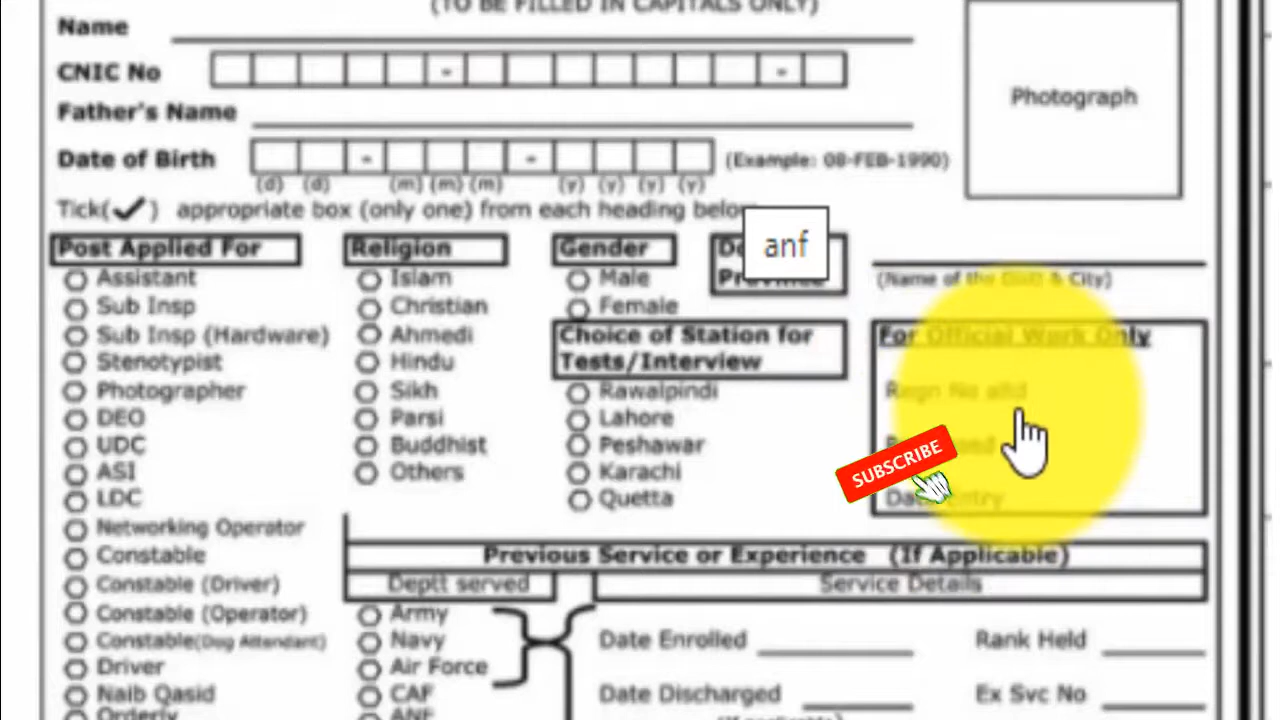 (TO BE FILLED IN CAPITALS ONLY)
Name
CNIC No - -
Photograph
Father's Name
Date of Birth - - (Example: 08-FEB-1990)
(d) (d) (m) (m) (m) (y) (y) (y) (y)
Tick(✓) appropriate box (only one) from each heading below
anf
Post Applied For
Assistant
Sub Insp
Sub Insp (Hardware)
Stenotypist
Photographer
DEO
UDC
ASI
LDC
Networking Operator
Constable
Constable (Driver)
Constable (Operator)
Constable(Dog Attendant)
Driver
Naib Qasid
Orderly
Religion
Islam
Christian
Ahmedi
Hindu
Sikh
Parsi
Buddhist
Others
Gender
Male
Female
Province
(Name of the Distt & City)
Choice of Station for
Tests/Interview
Rawalpindi
Lahore
Peshawar
Karachi
Quetta
For Official Work Only
Regn No alltd
SUBSCRIBE
Data Entry
Previous Service or Experience (If Applicable)
Deptt served
Service Details
Army
Navy
Air Force
CAF
ANF
Date Enrolled
Rank Held
Date Discharged
Ex Svc No
(If applicable)